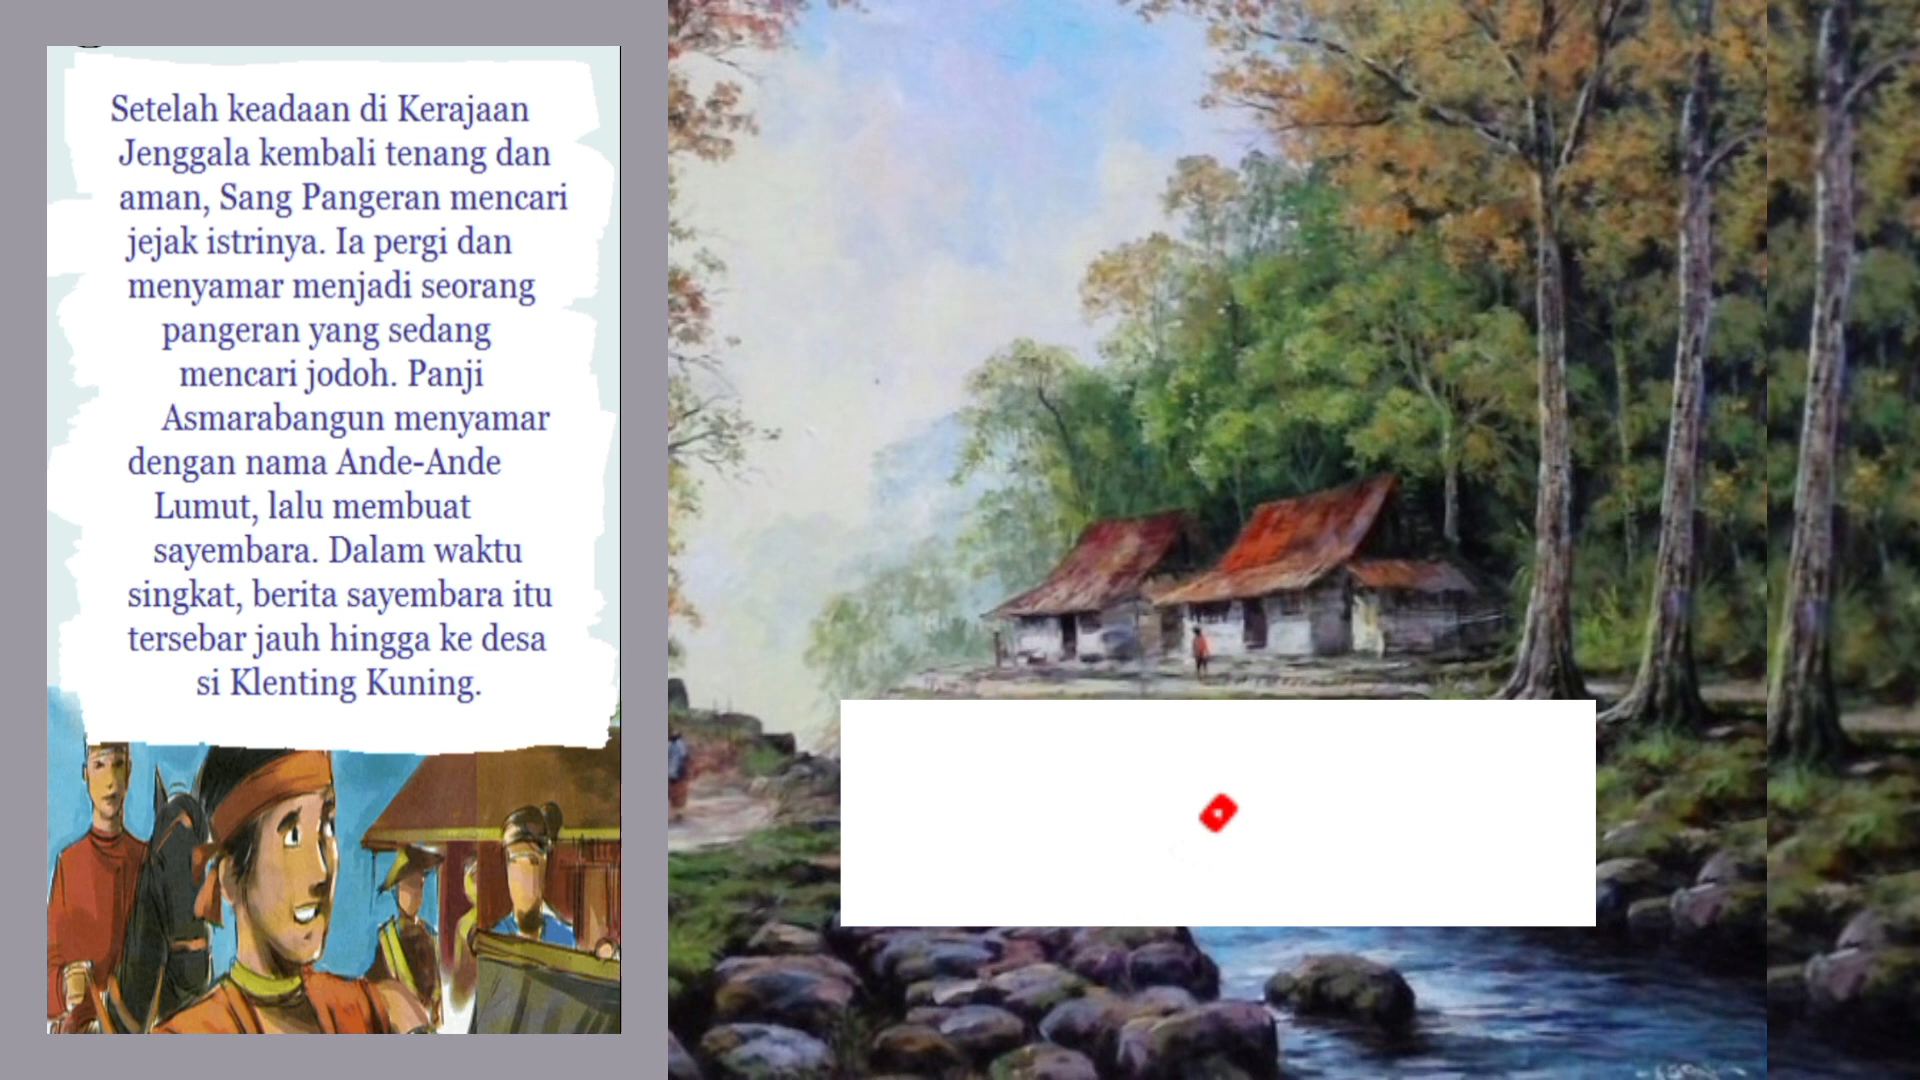 Setelah keadaan di Kerajaan
Jenggala kembali tenang dan
aman, Sang Pangeran mencari
jejak istrinya. Ia pergi dan
menyamar menjadi seorang
pangeran yang sedang
mencari jodoh. Panji
Asmarabangun menyamar
dengan nama Ande-Ande
Lumut, lalu membuat
sayembara. Dalam waktu
singkat, berita sayembara itu
tersebar jauh hingga ke desa
si Klenting Kuning.